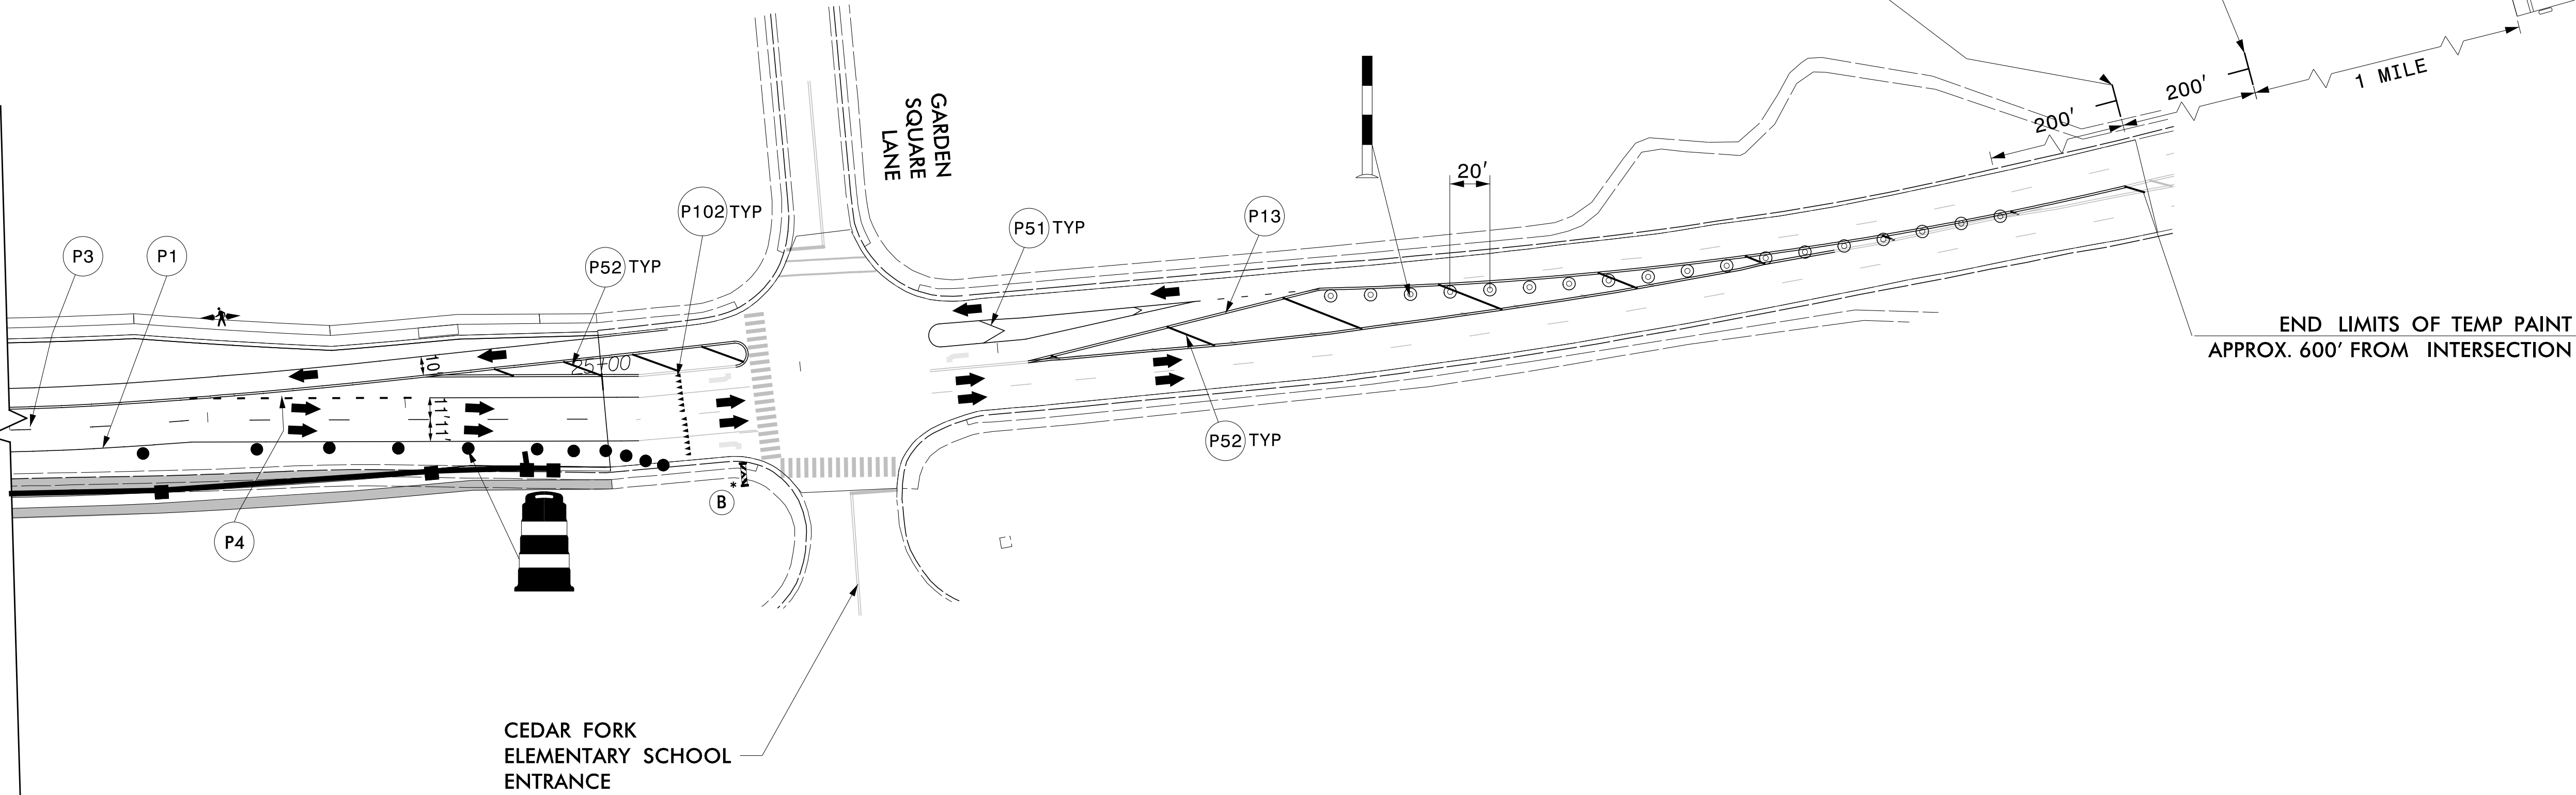 1 MILE
200'
200'
GARDEN
SQUARE
LANE
20'
P102 TYP
P51 TYP
P13
P3
P1
P52 TYP
END LIMITS OF TEMP PAINT
APPROX. 600' FROM INTERSECTION
10'
25+00
11'
11'
P52 TYP
* B
P4
CEDAR FORK
ELEMENTARY SCHOOL
ENTRANCE